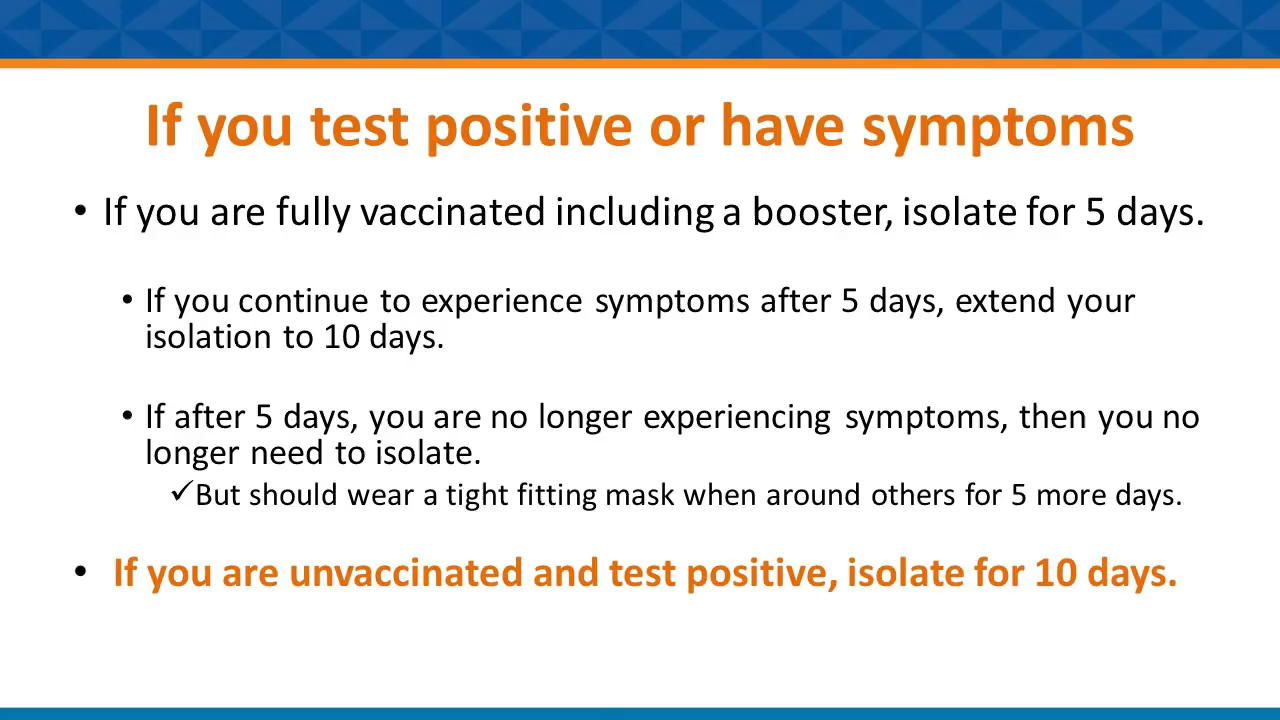 If you test positive or have symptoms
• If you are fully vaccinated including a booster, isolate for 5 days.
• If you continue to experience symptoms after 5 days, extend your
isolation to 10 days.
• If after 5 days, you are no longer experiencing symptoms, then you no
longer need to isolate.
✓But should wear a tight fitting mask when around others for 5 more days.
• If you are unvaccinated and test positive, isolate for 10 days.